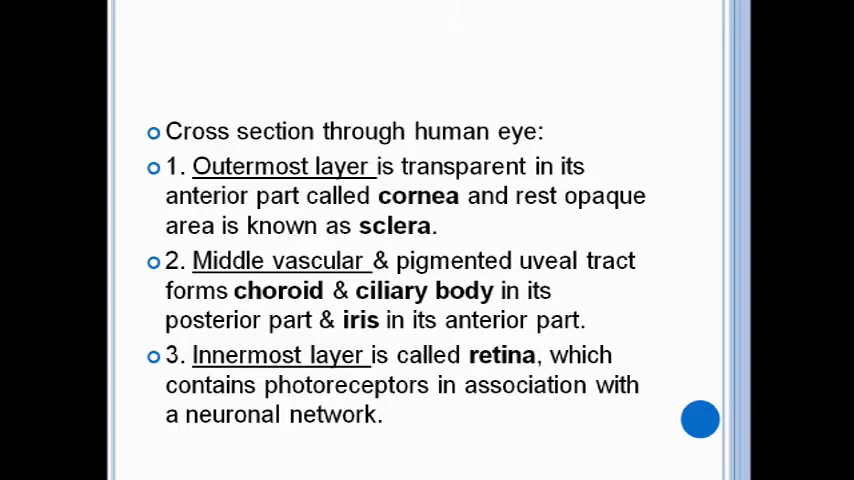 Cross section through human eye:
1. Outermost layer is transparent in its
anterior part called cornea and rest opaque
area is known as sclera.
2. Middle vascular & pigmented uveal tract
forms choroid & ciliary body in its
posterior part & iris in its anterior part.
3. Innermost layer is called retina, which
contains photoreceptors in association with
a neuronal network.